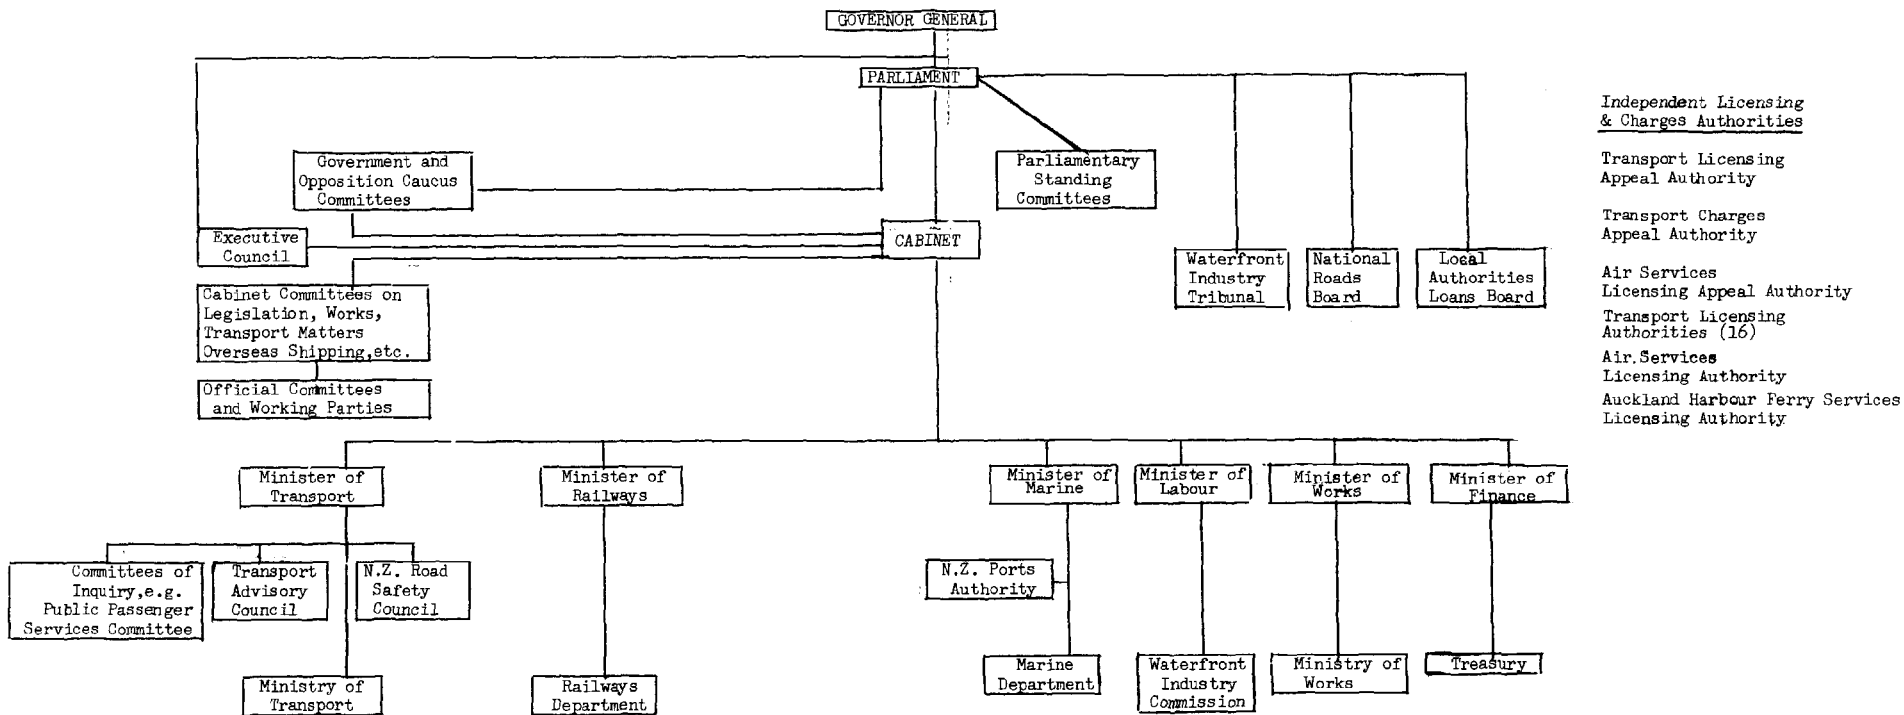 GOVERNOR GENERAL
PARLIAMENT
Government and
Opposition Caucus
Committees
Parliamentary
Standing
Committees
Executive
Council
CABINET
Waterfront
Industry
Tribunal
National
Roads
Board
Local
Authorities
Loans Board
Cabinet Committees on
Legislation, Works,
Transport Matters
Overseas Shipping,etc.
Official Committees
and Working Parties
Independent Licensing
& Charges Authorities
Transport Licensing
Appeal Authority
Transport Charges
Appeal Authority
Air Services
Licensing Appeal Authority
Transport Licensing
Authorities (16)
Air.Services
Licensing Authority
Auckland Harbour Ferry Services
Licensing Authority
Minister of
Transport
Minister of
Railways
Minister of
Marine
Minister of
Labour
Minister of
Works
Minister of
Finance
Committees of
Inquiry,e.g.
Public Passenger
Services Committee
Transport
Advisory
Council
N.Z. Road
Safety
Council
N.Z. Ports
Authority
Ministry of
Transport
Railways
Department
Marine
Department
Waterfront
Industry
Commission
Ministry of
Works
Treasury